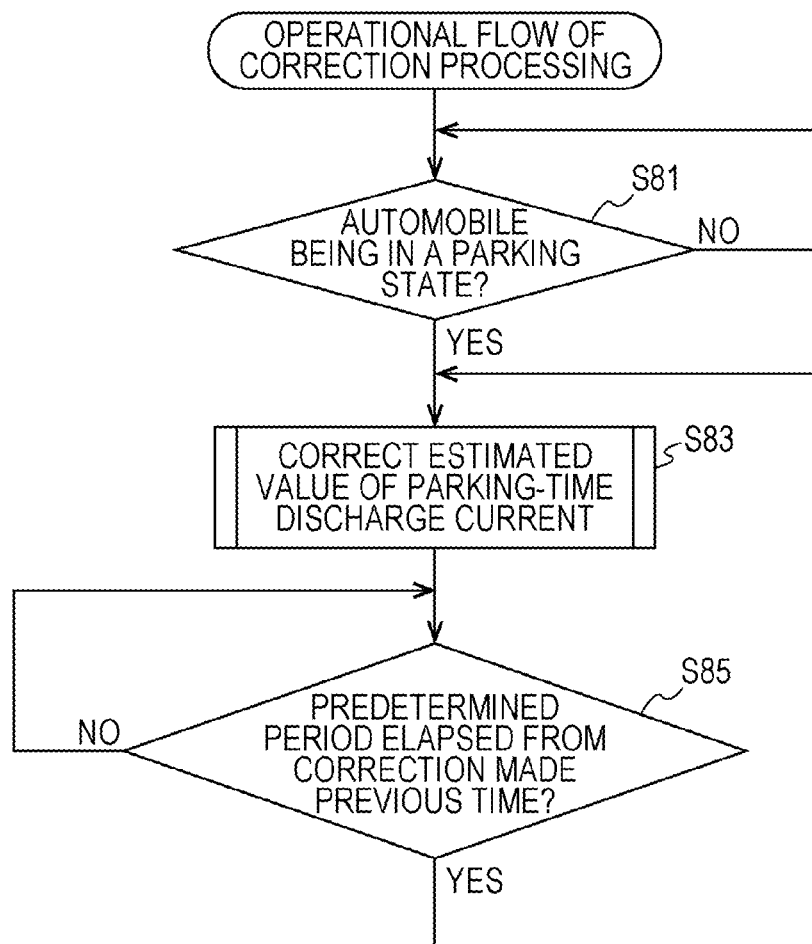 OPERATIONAL FLOW OF
CORRECTION PROCESSING
S81
AUTOMOBILE
BEING IN A PARKING
STATE?
NO
YES
S83
CORRECT ESTIMATED
VALUE OF PARKING-TIME
DISCHARGE CURRENT
S85
PREDETERMINED
PERIOD ELAPSED FROM
CORRECTION MADE
PREVIOUS TIME?
NO
YES